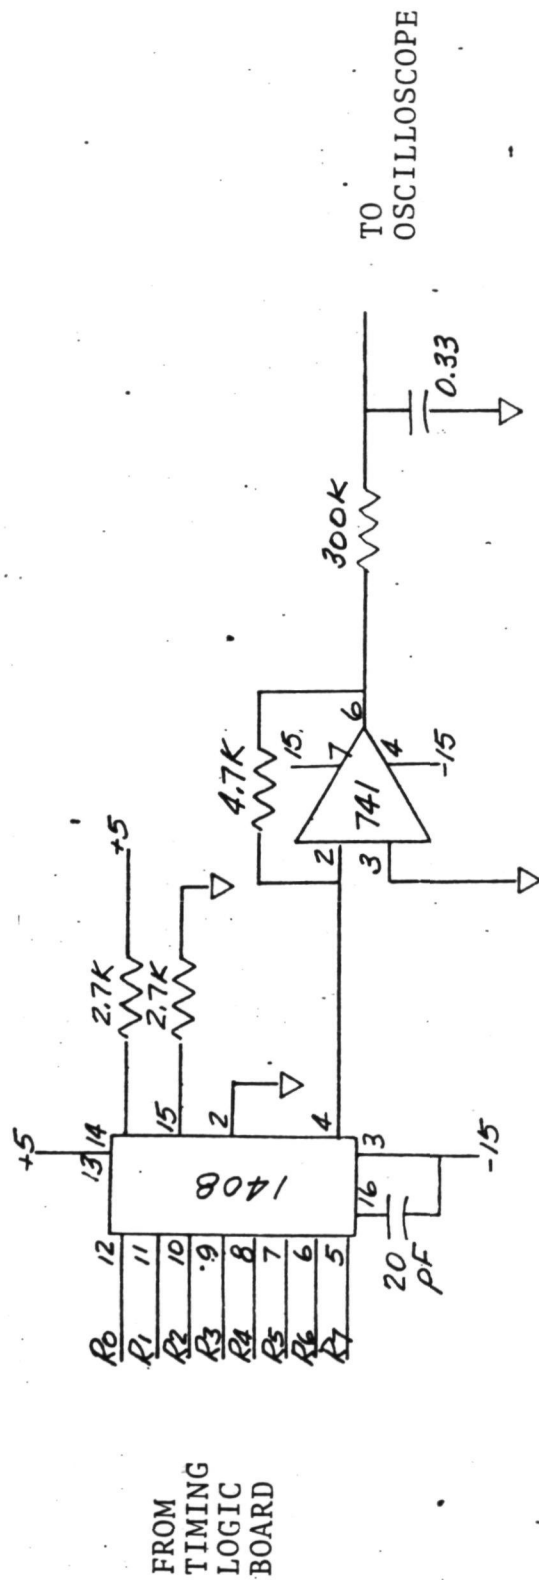 FROM
TIMING
LOGIC
BOARD
R0
R1
R2
R3
R4
R5
R6
R7
12
11
10
9
8
7
6
5
+5
13
14
1408
15
2
4
16
3
20
pF
-15
2.7K
+5
2.7K
4.7K
2
3
741
15
7
6
4
-15
300K
0.33
TO
OSCILLOSCOPE